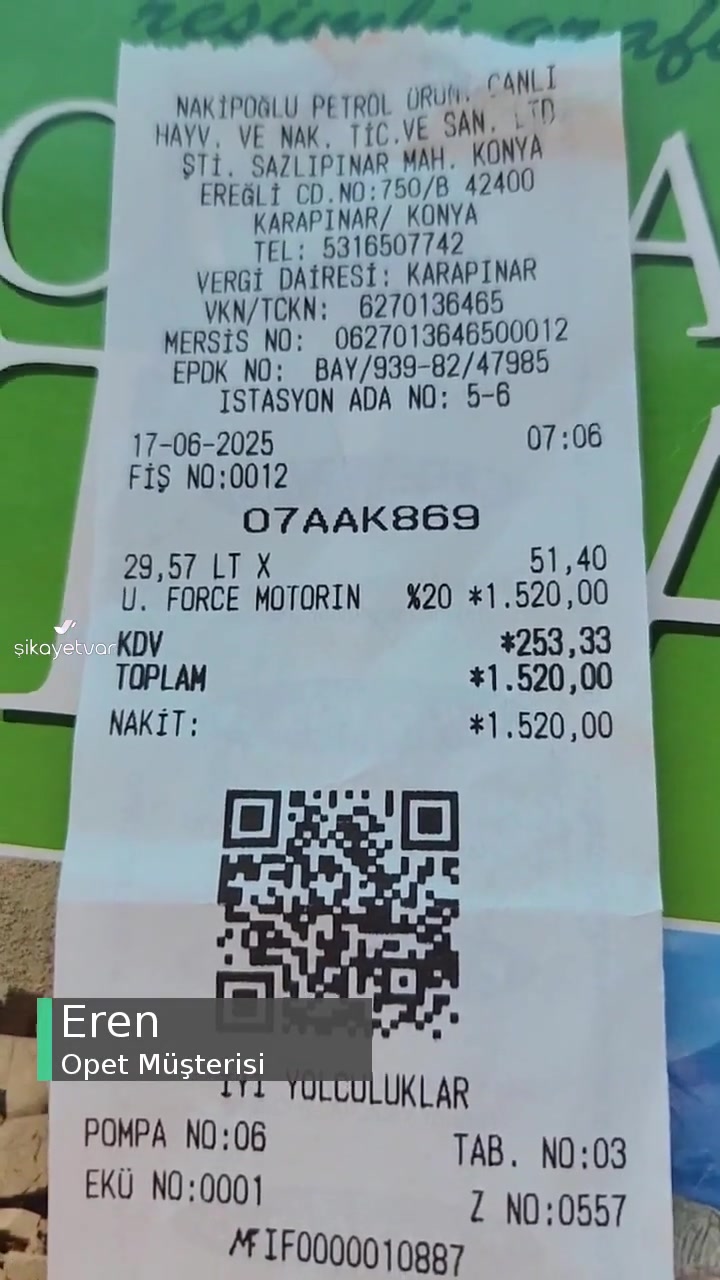 NAKİPOĞLU PETROL ÜRÜN. CANLI
HAYV. VE NAK. TİC.VE SAN. LTD
ŞTİ. SAZLIPINAR MAH. KONYA
EREĞLİ CD.NO:750/B 42400
KARAPINAR/ KONYA
TEL: 5316507742
VERGİ DAİRESİ: KARAPINAR
VKN/TCKN: 6270136465
MERSİS NO: 0627013646500012
EPDK NO: BAY/939-82/47985
ISTASYON ADA NO: 5-6
17-06-2025 07:06
FİŞ NO:0012
07AAK869
29,57 LT X 51,40
U. FORCE MOTORIN %20 *1.520,00
şikayetvar
KDV *253,33
TOPLAM *1.520,00
NAKİT: *1.520,00
Eren
Opet Müşterisi
İYİ YOLCULUKLAR
POMPA NO:06 TAB. NO:03
EKÜ NO:0001 Z NO:0557
MF IF0000010887